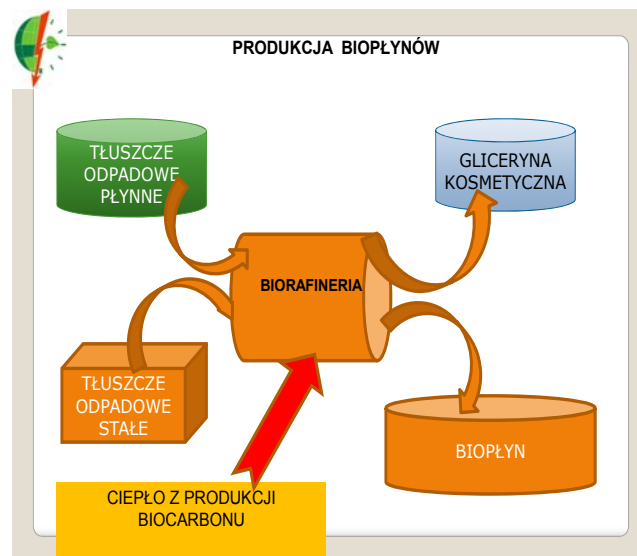 PRODUKCJA BIOPŁYNÓW
TŁUSZCZE
ODPADOWE
PŁYNNE
GLICERYNA
KOSMETYCZNA
BIORAFINERIA
TŁUSZCZE
ODPADOWE
STAŁE
BIOPŁYN
CIEPŁO Z PRODUKCJI
BIOCARBONU